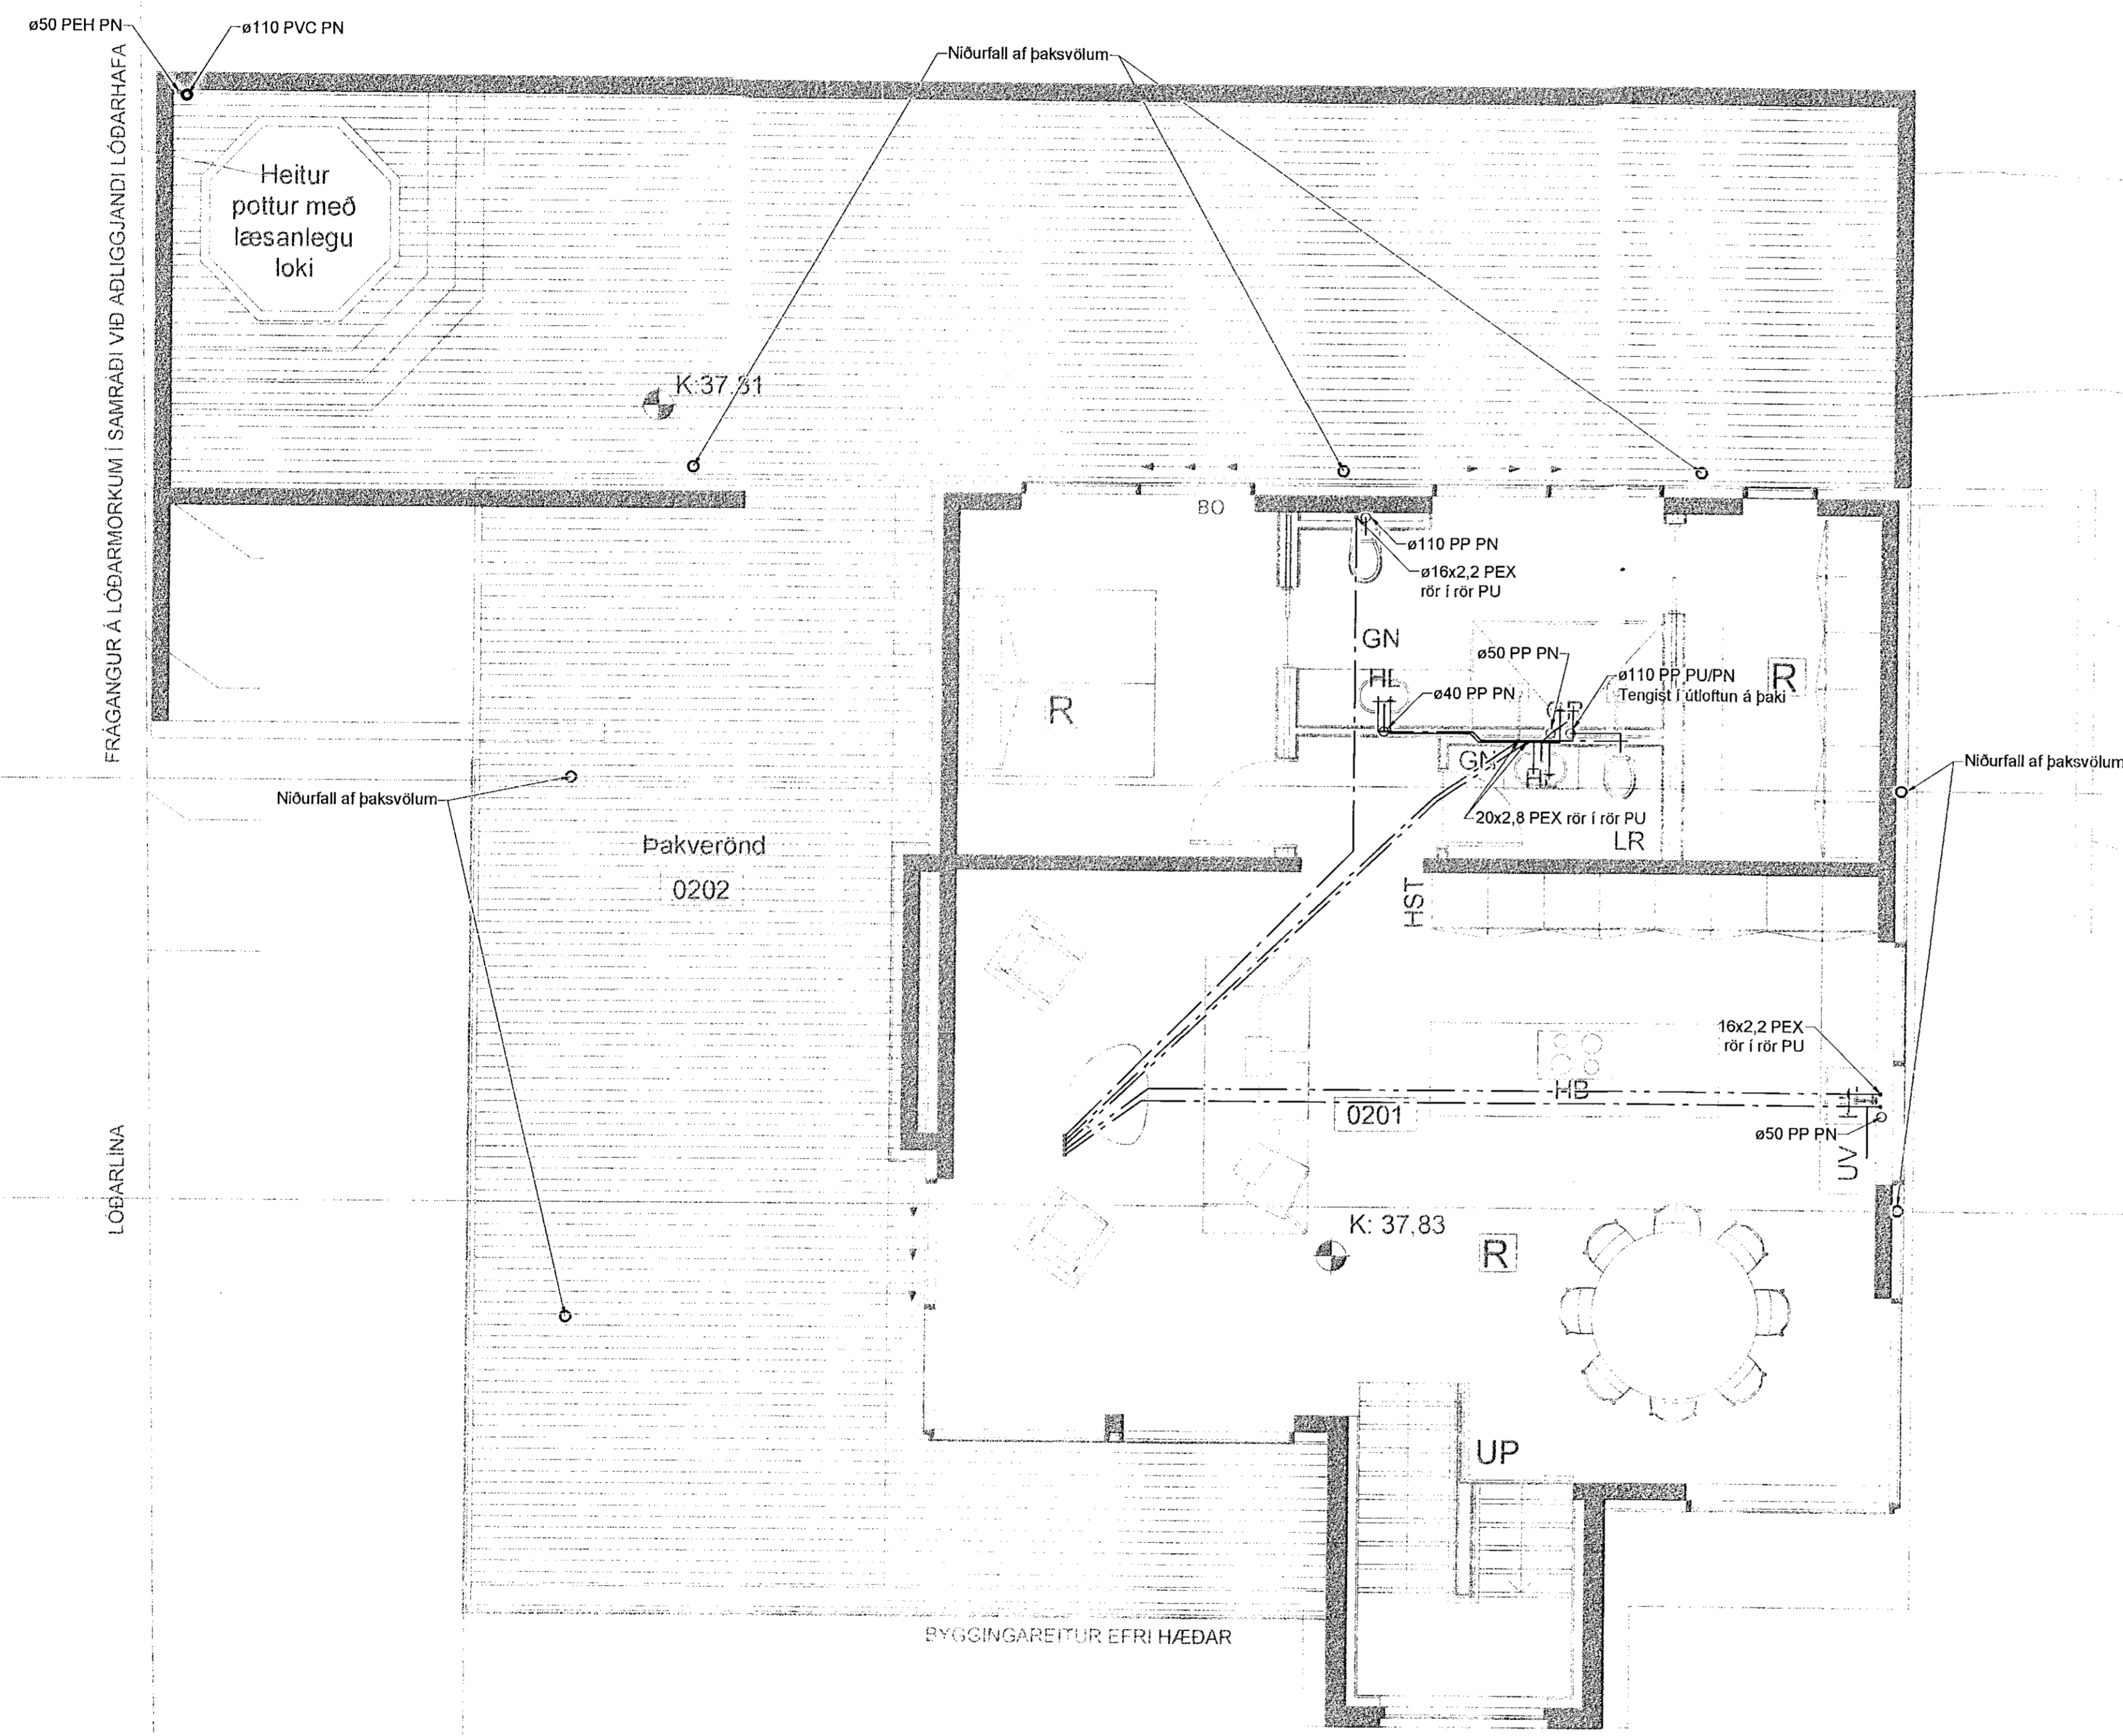 ø50 PEH PN
ø110 PVC PN
Niðurfall af þaksvölum
FRÁGANGUR Á LÓÐARMÖRKUM Í SAMRÁÐI VIÐ AÐLIGGJANDI LÓÐARHAFA
Heitur
pottur með
læsanlegu
loki
K:37.81
BO
ø110 PP PN
ø16x2,2 PEX
rör í rör PU
GN
HL
ø50 PP PN
ø40 PP PN
ø110 PP PU/PN
Tengist í útloftun á þaki
R
R
GN
HL
20x2,8 PEX rör í rör PU
LR
Niðurfall af þaksvölum
Niðurfall af þaksvölum
Þakverönd
0202
HST
16x2,2 PEX
rör í rör PU
HB
0201
ø50 PP PN
UV
LÓÐARLÍNA
K: 37,83
R
UP
BYGGINGAREITUR EFRI HÆÐAR